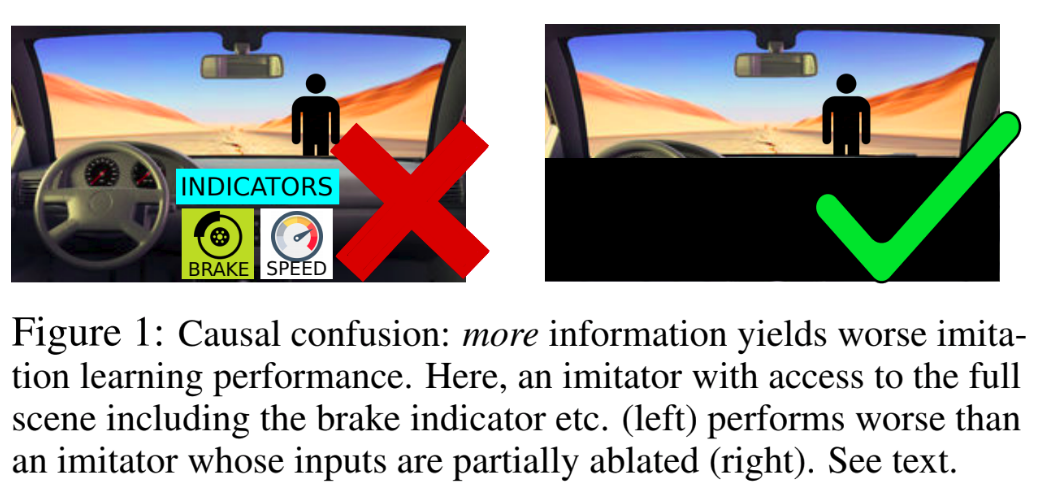 INDICATORS
BRAKE SPEED
Figure 1: Causal confusion: more information yields worse imita-
tion learning performance. Here, an imitator with access to the full
scene including the brake indicator etc. (left) performs worse than
an imitator whose inputs are partially ablated (right). See text.